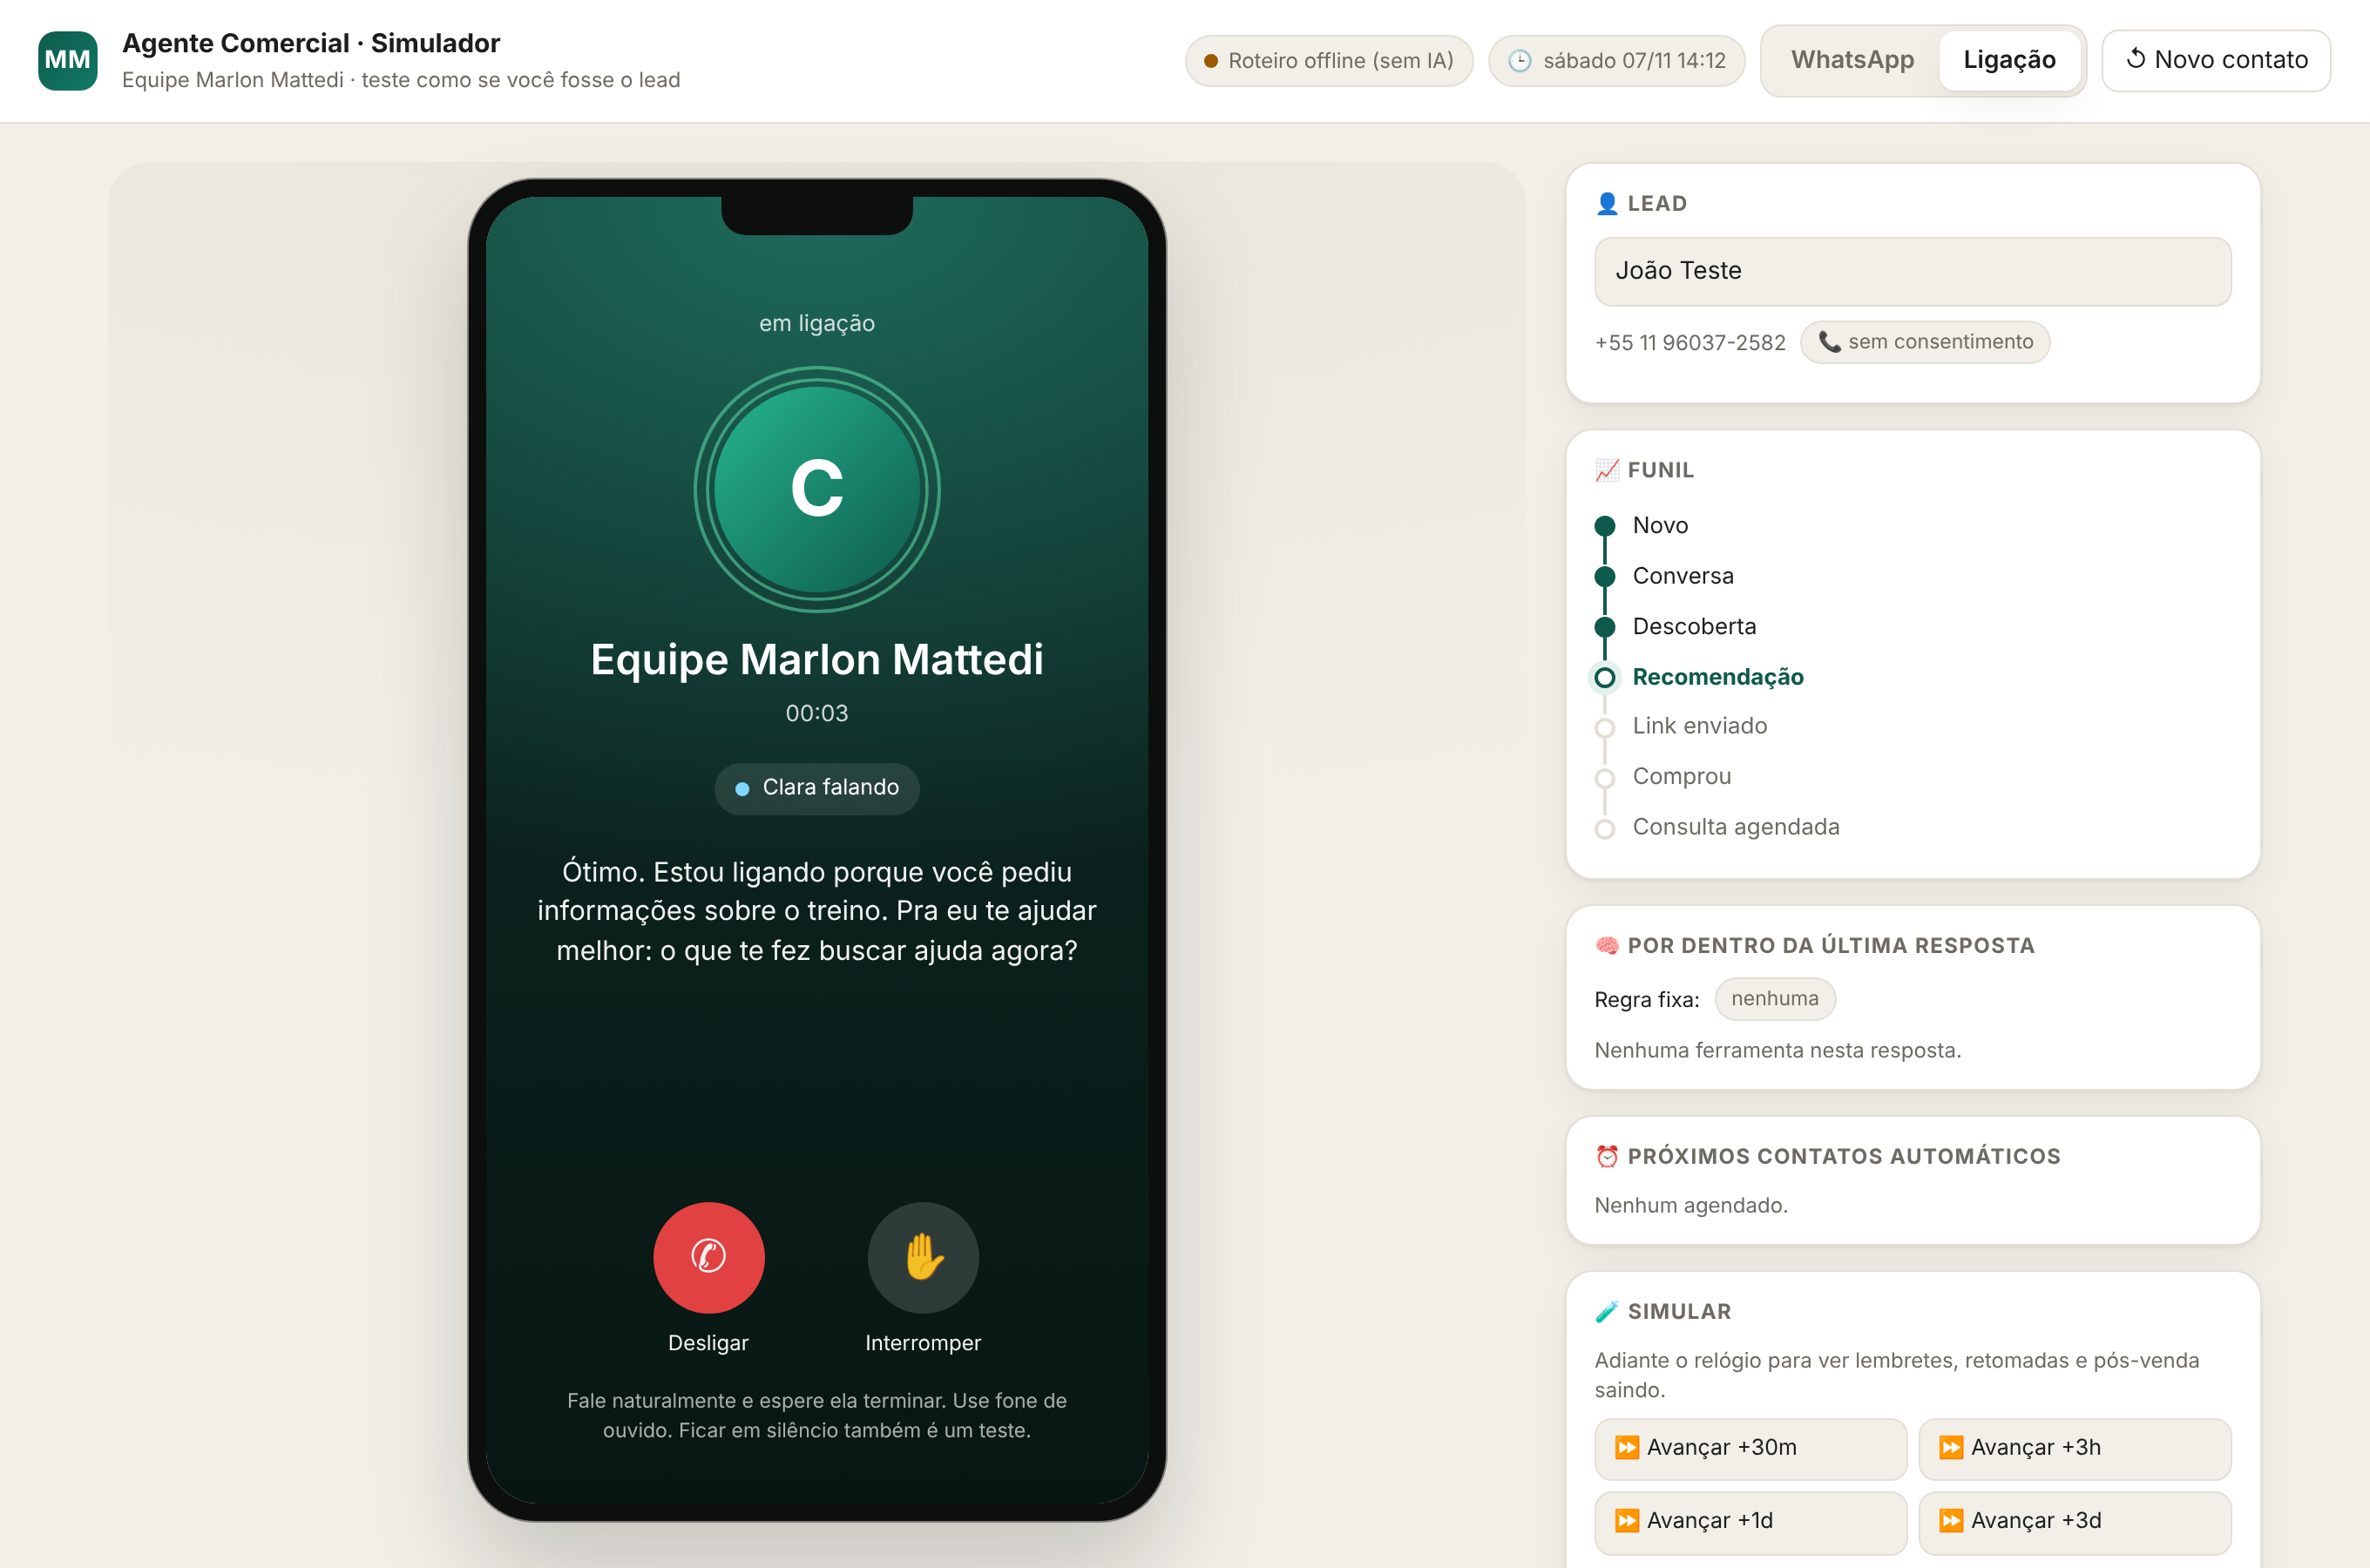 MM
Agente Comercial · Simulador
Equipe Marlon Mattedi · teste como se você fosse o lead
Roteiro offline (sem IA)
sábado 07/11 14:12
WhatsApp
Ligação
Novo contato
em ligação
C
Equipe Marlon Mattedi
00:03
Clara falando
Ótimo. Estou ligando porque você pediu
informações sobre o treino. Pra eu te ajudar
melhor: o que te fez buscar ajuda agora?
Desligar
Interromper
Fale naturalmente e espere ela terminar. Use fone de
ouvido. Ficar em silêncio também é um teste.
LEAD
João Teste
+55 11 96037-2582
sem consentimento
FUNIL
Novo
Conversa
Descoberta
Recomendação
Link enviado
Comprou
Consulta agendada
POR DENTRO DA ÚLTIMA RESPOSTA
Regra fixa: nenhuma
Nenhuma ferramenta nesta resposta.
PRÓXIMOS CONTATOS AUTOMÁTICOS
Nenhum agendado.
SIMULAR
Adiante o relógio para ver lembretes, retomadas e pós-venda
saindo.
Avançar +30m
Avançar +3h
Avançar +1d
Avançar +3d